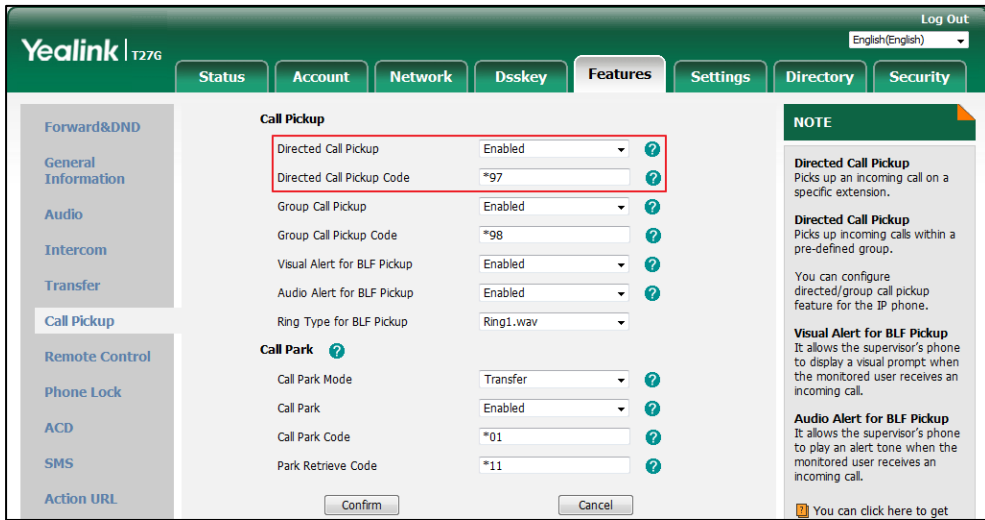 Log Out
Yealink T27G
English(English)
Status Account Network Dsskey Features Settings Directory Security
Forward&DND
General
Information
Audio
Intercom
Transfer
Call Pickup
Remote Control
Phone Lock
ACD
SMS
Action URL
Call Pickup
Directed Call Pickup Enabled ?
Directed Call Pickup Code *97 ?
Group Call Pickup Enabled ?
Group Call Pickup Code *98 ?
Visual Alert for BLF Pickup Enabled ?
Audio Alert for BLF Pickup Enabled ?
Ring Type for BLF Pickup Ring1.wav
Call Park ?
Call Park Mode Transfer ?
Call Park Enabled ?
Call Park Code *01 ?
Park Retrieve Code *11 ?
Confirm Cancel
NOTE
Directed Call Pickup
Picks up an incoming call on a
specific extension.
Directed Call Pickup
Picks up incoming calls within a
pre-defined group.
You can configure
directed/group call pickup
feature for the IP phone.
Visual Alert for BLF Pickup
It allows the supervisor's phone
to display a visual prompt when
the monitored user receives an
incoming call.
Audio Alert for BLF Pickup
It allows the supervisor's phone
to play an alert tone when the
monitored user receives an
incoming call.
? You can click here to get